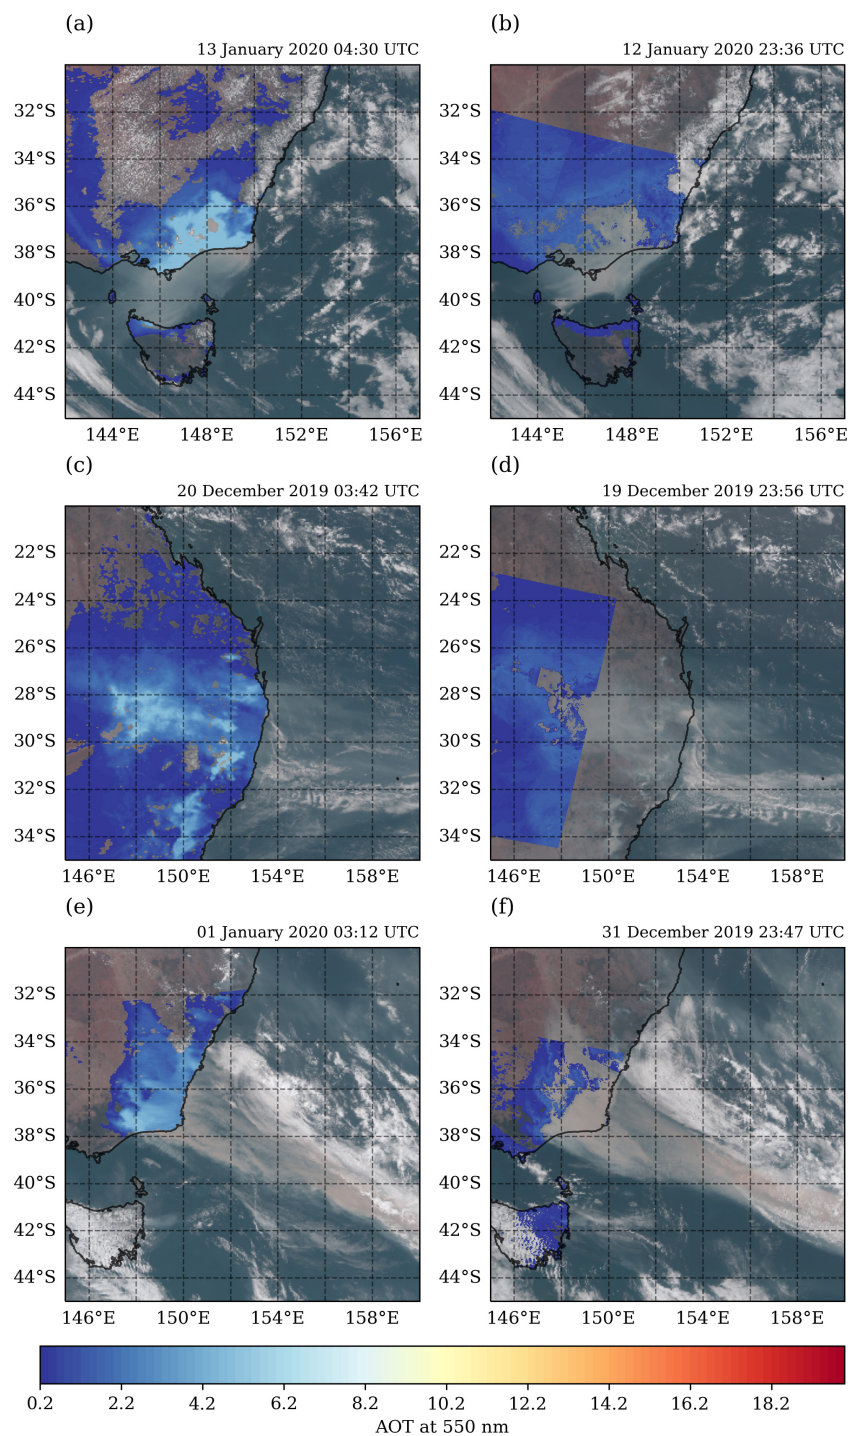 (a) (b)
13 January 2020 04:30 UTC 12 January 2020 23:36 UTC
32°S 32°S
34°S 34°S
36°S 36°S
38°S 38°S
40°S 40°S
42°S 42°S
44°S 44°S
144°E 148°E 152°E 156°E 144°E 148°E 152°E 156°E
(c) (d)
20 December 2019 03:42 UTC 19 December 2019 23:56 UTC
22°S 22°S
24°S 24°S
26°S 26°S
28°S 28°S
30°S 30°S
32°S 32°S
34°S 34°S
146°E 150°E 154°E 158°E 146°E 150°E 154°E 158°E
(e) (f)
01 January 2020 03:12 UTC 31 December 2019 23:47 UTC
32°S 32°S
34°S 34°S
36°S 36°S
38°S 38°S
40°S 40°S
42°S 42°S
44°S 44°S
146°E 150°E 154°E 158°E 146°E 150°E 154°E 158°E
0.2 2.2 4.2 6.2 8.2 10.2 12.2 14.2 16.2 18.2
AOT at 550 nm